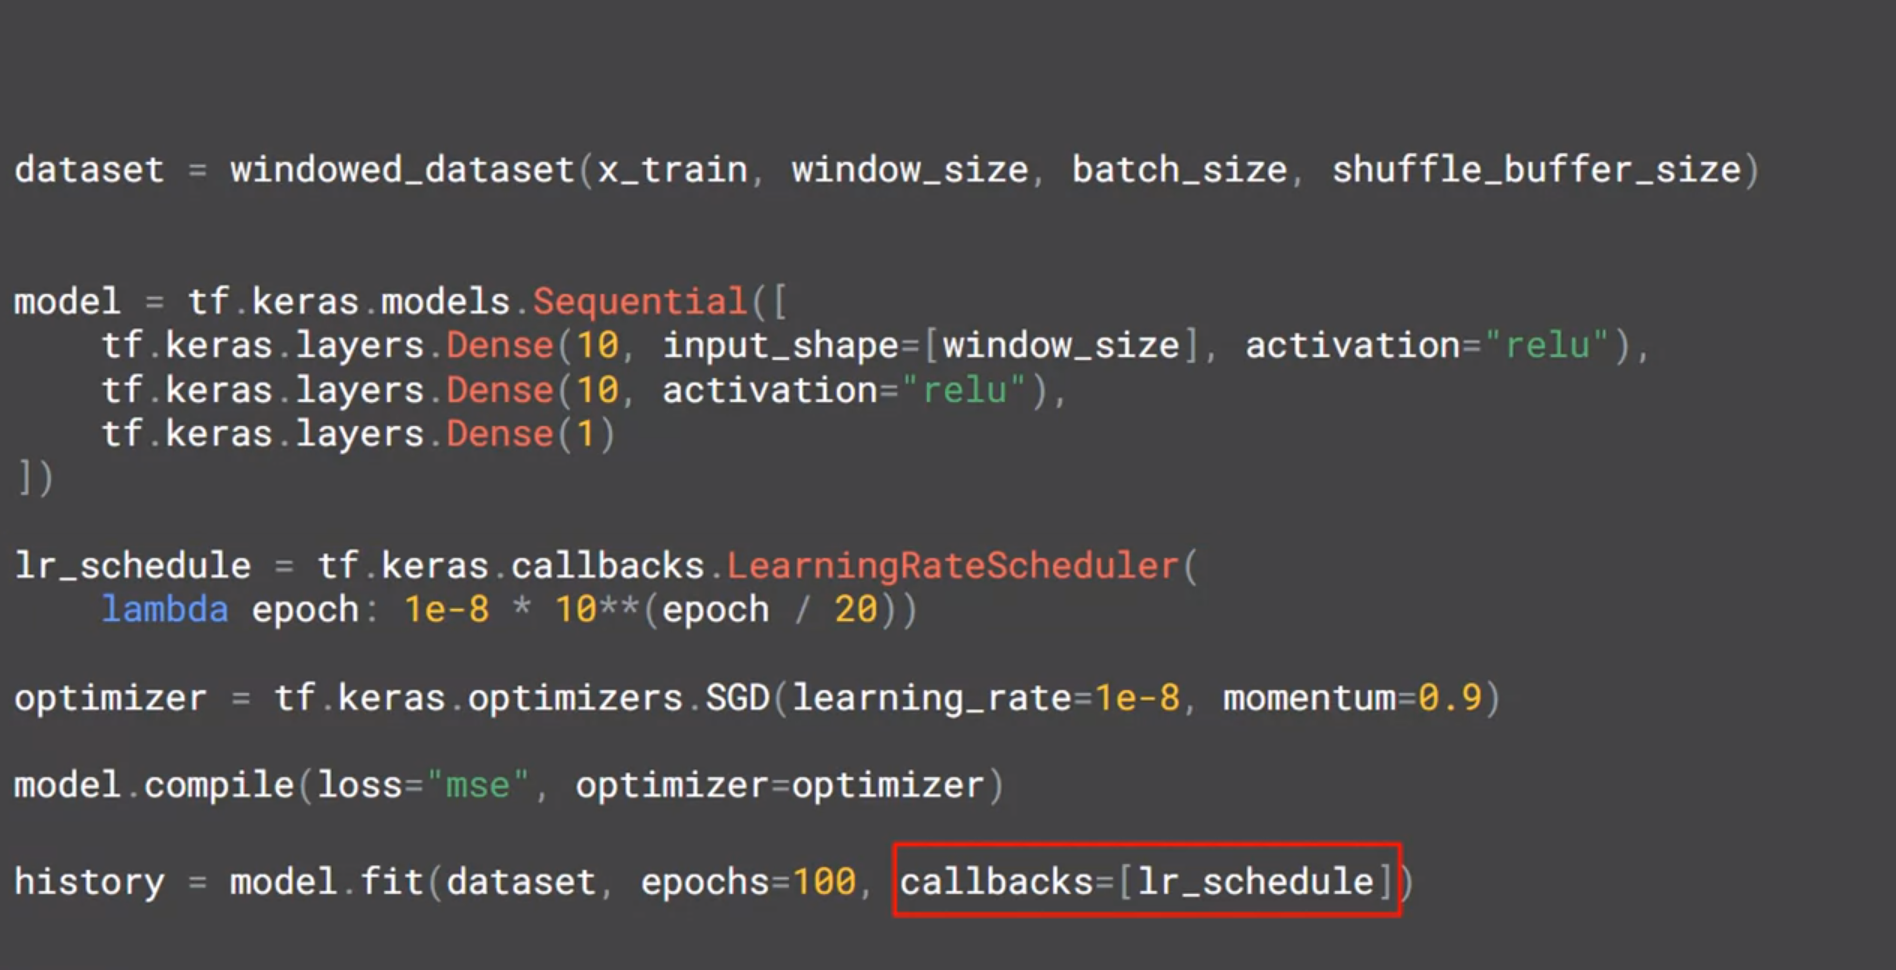 dataset = windowed_dataset(x_train, window_size, batch_size, shuffle_buffer_size)
model = tf.keras.models.Sequential([
    tf.keras.layers.Dense(10, input_shape=[window_size], activation="relu"),
    tf.keras.layers.Dense(10, activation="relu"),
    tf.keras.layers.Dense(1)
])
lr_schedule = tf.keras.callbacks.LearningRateScheduler(
    lambda epoch: 1e-8 * 10**(epoch / 20))
optimizer = tf.keras.optimizers.SGD(learning_rate=1e-8, momentum=0.9)
model.compile(loss="mse", optimizer=optimizer)
history = model.fit(dataset, epochs=100, callbacks=[lr_schedule])